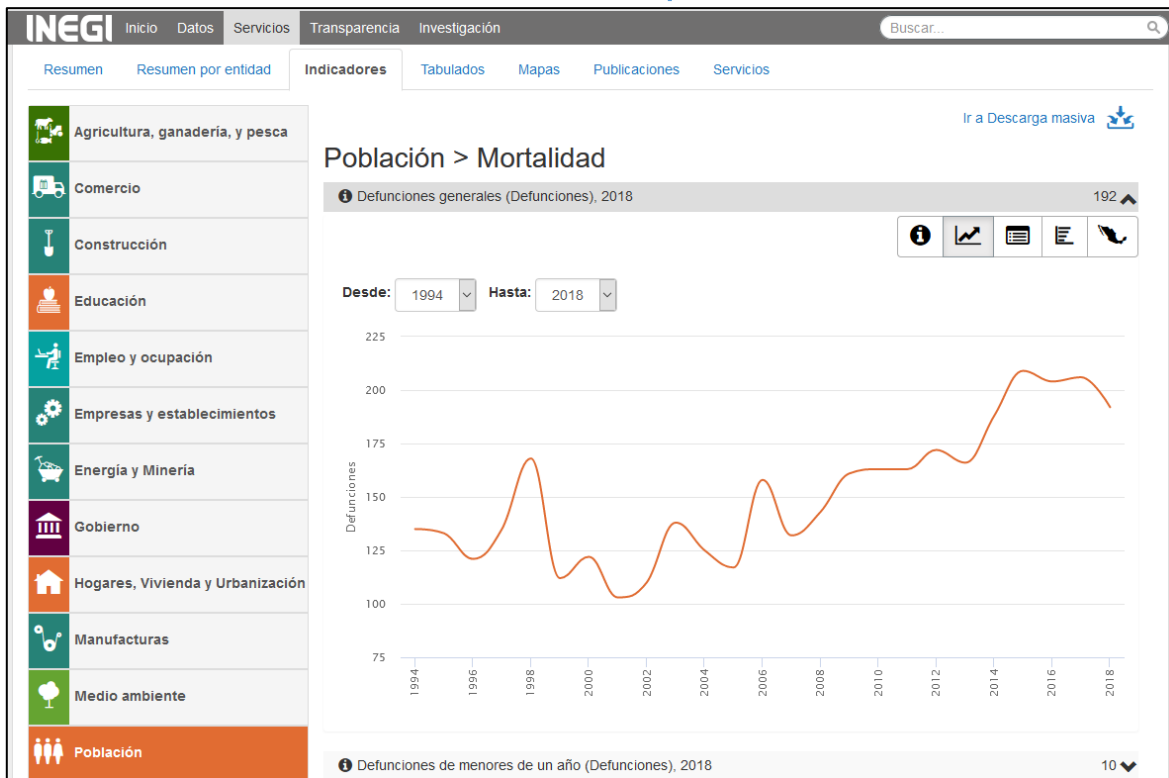 INEGI Inicio Datos Servicios Transparencia Investigación Buscar...
Resumen Resumen por entidad Indicadores Tabulados Mapas Publicaciones Servicios
Ir a Descarga masiva
Agricultura, ganadería, y pesca
Comercio
Construcción
Educación
Empleo y ocupación
Empresas y establecimientos
Energía y Minería
Gobierno
Hogares, Vivienda y Urbanización
Manufacturas
Medio ambiente
Población
Población > Mortalidad
Defunciones generales (Defunciones), 2018 192
Desde: 1994 Hasta: 2018
225
200
175
150
125
100
75
Defunciones
1994 1996 1998 2000 2002 2004 2006 2008 2010 2012 2014 2016 2018
Defunciones de menores de un año (Defunciones), 2018 10